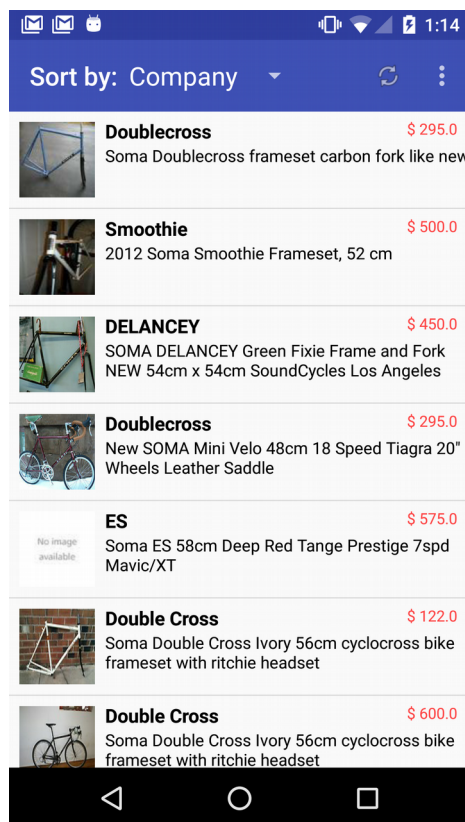 1:14
Sort by: Company
Doublecross
$ 295.0
Soma Doublecross frameset carbon fork like new
Smoothie
$ 500.0
2012 Soma Smoothie Frameset, 52 cm
DELANCEY
$ 450.0
SOMA DELANCEY Green Fixie Frame and Fork
NEW 54cm x 54cm SoundCycles Los Angeles
Doublecross
$ 295.0
New SOMA Mini Velo 48cm 18 Speed Tiagra 20"
Wheels Leather Saddle
No image
available
ES
$ 575.0
Soma ES 58cm Deep Red Tange Prestige 7spd
Mavic/XT
Double Cross
$ 122.0
Soma Double Cross Ivory 56cm cyclocross bike
frameset with ritchie headset
Double Cross
$ 600.0
Soma Double Cross Ivory 56cm cyclocross bike
frameset with ritchie headset